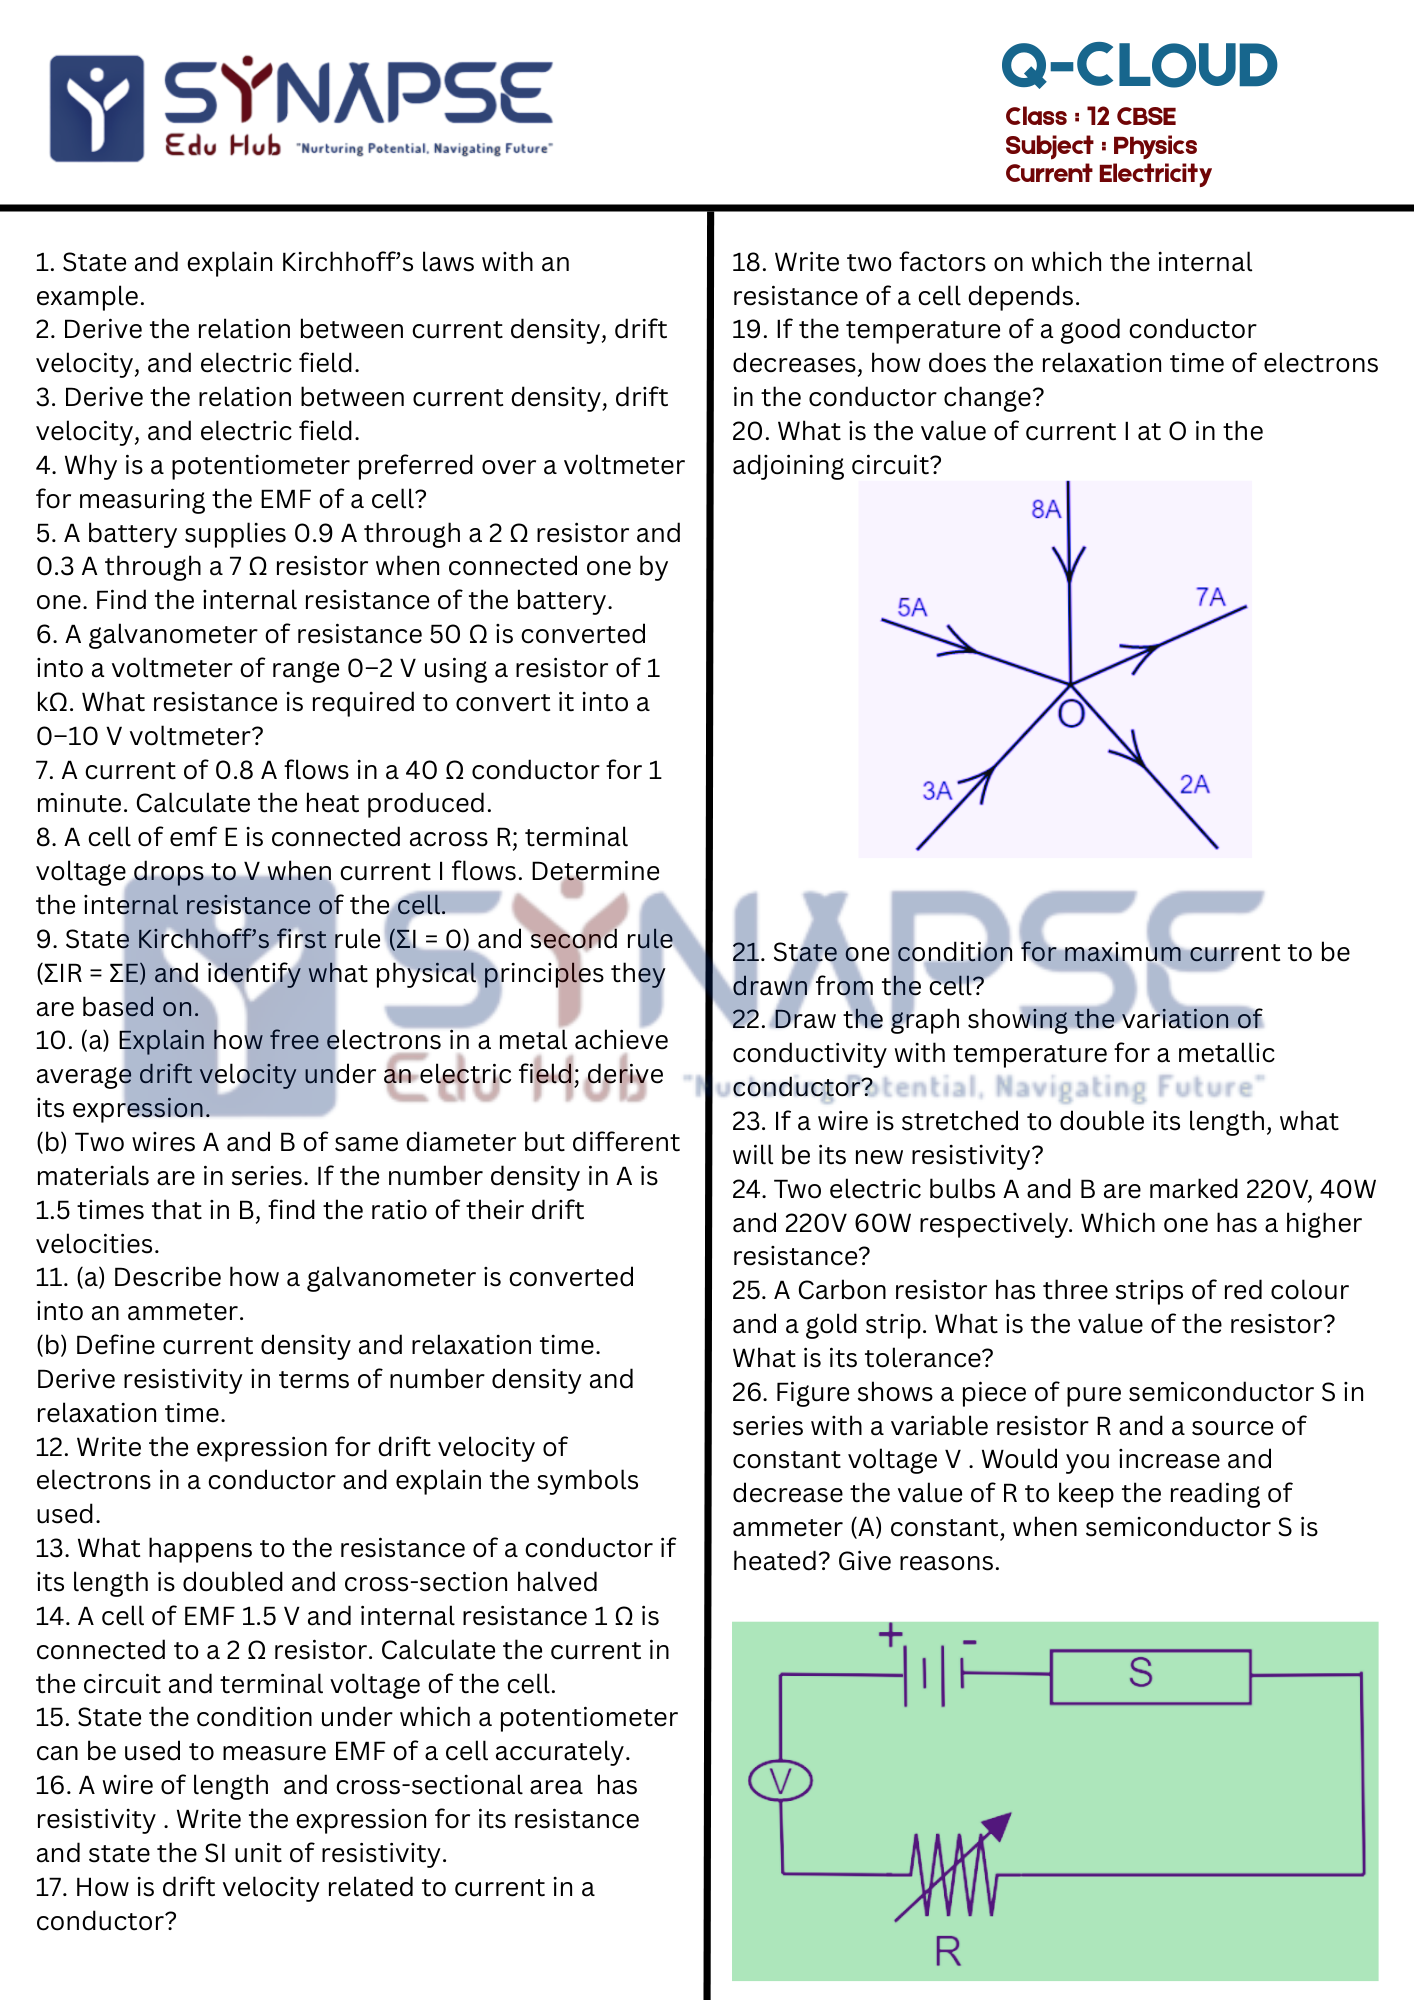 SYNAPSE
Edu Hub "Nurturing Potential, Navigating Future"
Q-CLOUD
Class : 12 CBSE
Subject : Physics
Current Electricity
1. State and explain Kirchhoff’s laws with an
example.
2. Derive the relation between current density, drift
velocity, and electric field.
3. Derive the relation between current density, drift
velocity, and electric field.
4. Why is a potentiometer preferred over a voltmeter
for measuring the EMF of a cell?
5. A battery supplies 0.9 A through a 2 Ω resistor and
0.3 A through a 7 Ω resistor when connected one by
one. Find the internal resistance of the battery.
6. A galvanometer of resistance 50 Ω is converted
into a voltmeter of range 0–2 V using a resistor of 1
kΩ. What resistance is required to convert it into a
0–10 V voltmeter?
7. A current of 0.8 A flows in a 40 Ω conductor for 1
minute. Calculate the heat produced.
8. A cell of emf E is connected across R; terminal
voltage drops to V when current I flows. Determine
the internal resistance of the cell.
9. State Kirchhoff’s first rule (ΣI = 0) and second rule
(ΣIR = ΣE) and identify what physical principles they
are based on.
10. (a) Explain how free electrons in a metal achieve
average drift velocity under an electric field; derive
its expression.
(b) Two wires A and B of same diameter but different
materials are in series. If the number density in A is
1.5 times that in B, find the ratio of their drift
velocities.
11. (a) Describe how a galvanometer is converted
into an ammeter.
(b) Define current density and relaxation time.
Derive resistivity in terms of number density and
relaxation time.
12. Write the expression for drift velocity of
electrons in a conductor and explain the symbols
used.
13. What happens to the resistance of a conductor if
its length is doubled and cross-section halved
14. A cell of EMF 1.5 V and internal resistance 1 Ω is
connected to a 2 Ω resistor. Calculate the current in
the circuit and terminal voltage of the cell.
15. State the condition under which a potentiometer
can be used to measure EMF of a cell accurately.
16. A wire of length  and cross-sectional area  has
resistivity . Write the expression for its resistance
and state the SI unit of resistivity.
17. How is drift velocity related to current in a
conductor?
18. Write two factors on which the internal
resistance of a cell depends.
19. If the temperature of a good conductor
decreases, how does the relaxation time of electrons
in the conductor change?
20. What is the value of current I at O in the
adjoining circuit?
8A
5A
7A
O
3A
2A
21. State one condition for maximum current to be
drawn from the cell?
22. Draw the graph showing the variation of
conductivity with temperature for a metallic
conductor?
23. If a wire is stretched to double its length, what
will be its new resistivity?
24. Two electric bulbs A and B are marked 220V, 40W
and 220V 60W respectively. Which one has a higher
resistance?
25. A Carbon resistor has three strips of red colour
and a gold strip. What is the value of the resistor?
What is its tolerance?
26. Figure shows a piece of pure semiconductor S in
series with a variable resistor R and a source of
constant voltage V . Would you increase and
decrease the value of R to keep the reading of
ammeter (A) constant, when semiconductor S is
heated? Give reasons.
+ -
S
V
R
SYNAPSE
Edu Hub "Nurturing Potential, Navigating Future"